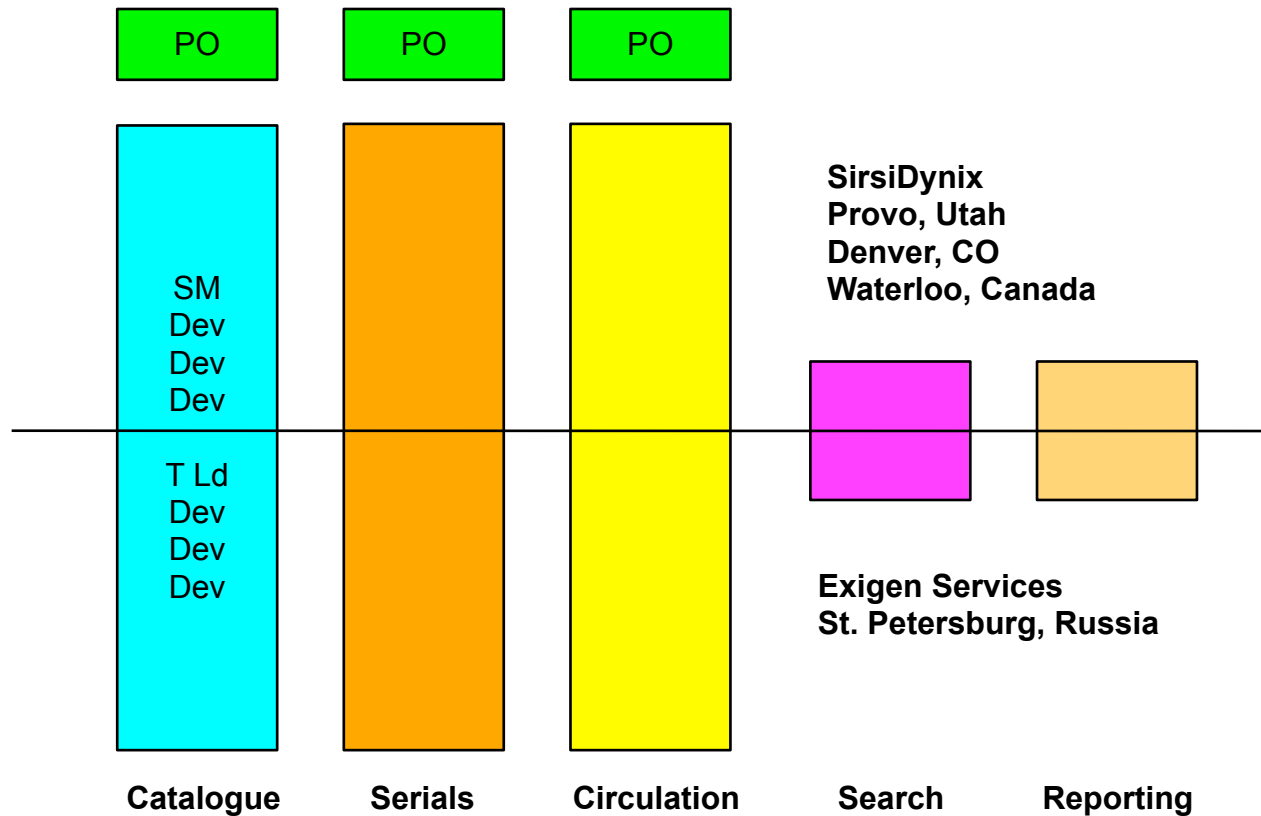 PO
PO
PO
SirsiDynix
Provo, Utah
Denver, CO
Waterloo, Canada
SM
Dev
Dev
Dev
T Ld
Dev
Dev
Dev
Exigen Services
St. Petersburg, Russia
Catalogue
Serials
Circulation
Search
Reporting